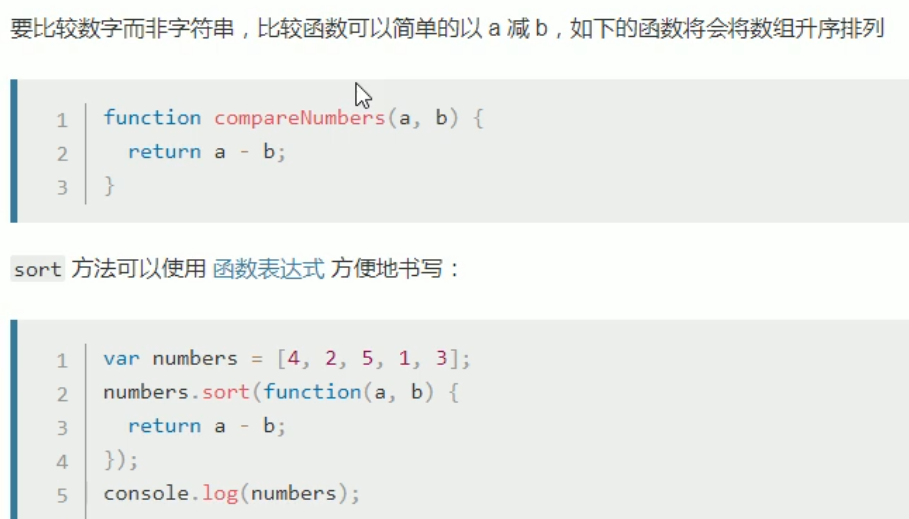 要比较数字而非字符串，比较函数可以简单的以 a 减 b，如下的函数将会将数组升序排列
1 function compareNumbers(a, b) {
2   return a - b;
3 }
sort 方法可以使用 函数表达式 方便地书写：
1 var numbers = [4, 2, 5, 1, 3];
2 numbers.sort(function(a, b) {
3   return a - b;
4 });
5 console.log(numbers);